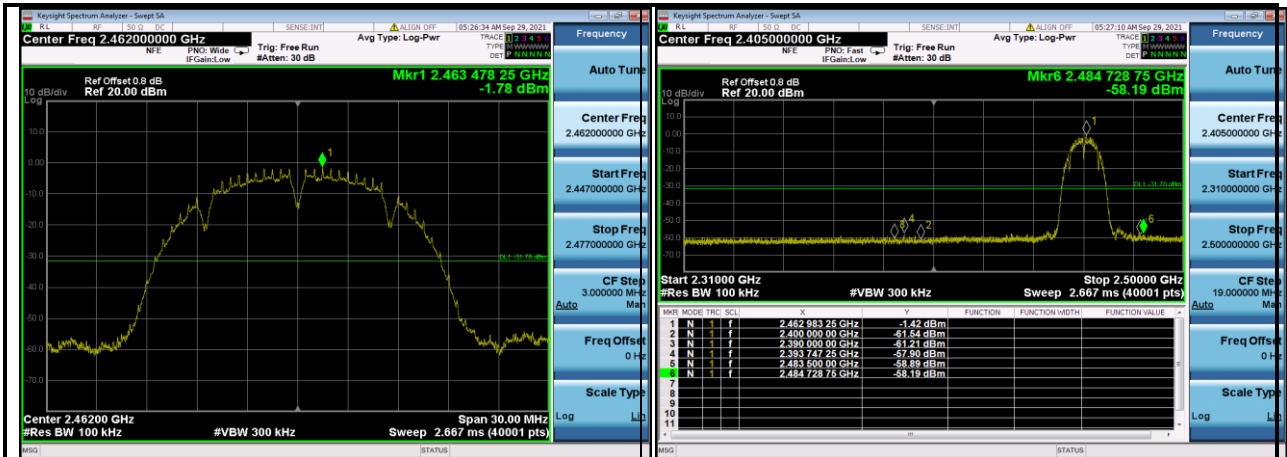 Keysight Spectrum Analyzer - Swept SA
RL RF 50 Ω DC SENSE:INT ALIGN OFF 05:26:34 AM Sep 29, 2021
Center Freq 2.462000000 GHz
NFE PNO: Wide IFGain:Low
Trig: Free Run
#Atten: 30 dB
Avg Type: Log-Pwr
TRACE 1 2 3 4 5 6
TYPE M WWWWW
DET P N N N N N
Ref Offset 0.8 dB
Ref 20.00 dBm
10 dB/div
Log
Mkr1 2.463 478 25 GHz
-1.78 dBm
10.0
0.00
-10.0
-20.0
-30.0
-40.0
-50.0
-60.0
-70.0
1
DL1 -31.78 dBm
Center 2.46200 GHz
Span 30.00 MHz
#Res BW 100 kHz
#VBW 300 kHz
Sweep 2.667 ms (40001 pts)
MSG
STATUS
Frequency
Auto Tune
Center Freq
2.462000000 GHz
Start Freq
2.447000000 GHz
Stop Freq
2.477000000 GHz
CF Step
3.000000 MHz
Auto Man
Freq Offset
0 Hz
Scale Type
Log Lin
Keysight Spectrum Analyzer - Swept SA
RL RF 50 Ω DC SENSE:INT ALIGN OFF 05:27:10 AM Sep 29, 2021
Center Freq 2.405000000 GHz
NFE PNO: Fast IFGain:Low
Trig: Free Run
#Atten: 30 dB
Avg Type: Log-Pwr
TRACE 1 2 3 4 5 6
TYPE M WWWWW
DET P N N N N N
Ref Offset 0.8 dB
Ref 20.00 dBm
10 dB/div
Log
Mkr6 2.484 728 75 GHz
-58.19 dBm
10.0
0.00
-10.0
-20.0
-30.0
-40.0
-50.0
-60.0
-70.0
1
DL1 -31.78 dBm
3 4 2 6
Start 2.31000 GHz
Stop 2.50000 GHz
#Res BW 100 kHz
#VBW 300 kHz
Sweep 2.667 ms (40001 pts)
MKR MODE TRC SCL X Y FUNCTION FUNCTION WIDTH FUNCTION VALUE
1 N 1 f 2.462 983 25 GHz -1.42 dBm
2 N 1 f 2.400 000 00 GHz -61.54 dBm
3 N 1 f 2.390 000 00 GHz -61.21 dBm
4 N 1 f 2.393 747 25 GHz -57.90 dBm
5 N 1 f 2.483 500 00 GHz -58.89 dBm
6 N 1 f 2.484 728 75 GHz -58.19 dBm
7
8
9
10
11
MSG
STATUS
Frequency
Auto Tune
Center Freq
2.405000000 GHz
Start Freq
2.310000000 GHz
Stop Freq
2.500000000 GHz
CF Step
19.000000 MHz
Auto Man
Freq Offset
0 Hz
Scale Type
Log Lin